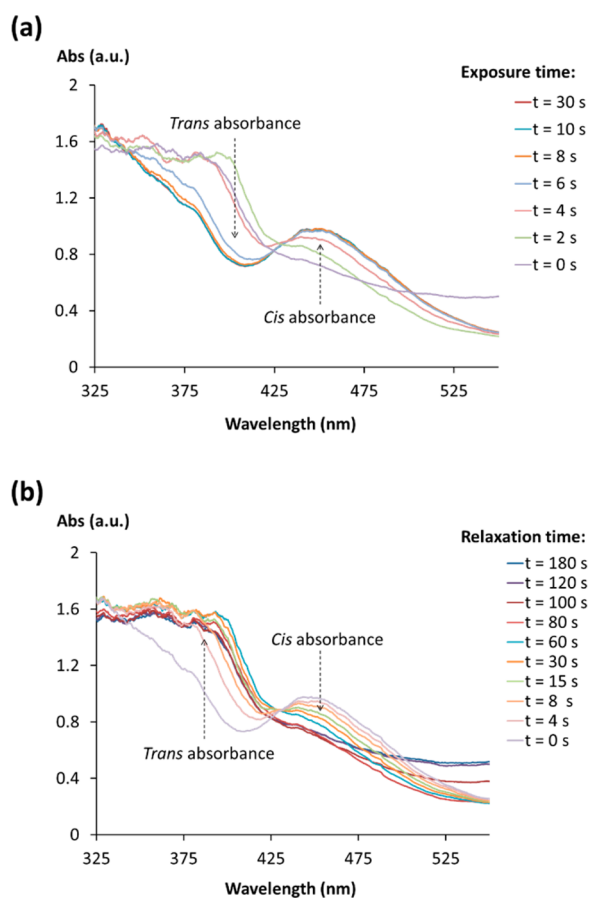 (a)
Abs (a.u.)
2
1.6
1.2
0.8
0.4
0
325 375 425 475 525
Wavelength (nm)
Trans absorbance
Cis absorbance
Exposure time:
t = 30 s
t = 10 s
t = 8 s
t = 6 s
t = 4 s
t = 2 s
t = 0 s
(b)
Abs (a.u.)
2
1.6
1.2
0.8
0.4
0
325 375 425 475 525
Wavelength (nm)
Cis absorbance
Trans absorbance
Relaxation time:
t = 180 s
t = 120 s
t = 100 s
t = 80 s
t = 60 s
t = 30 s
t = 15 s
t = 8 s
t = 4 s
t = 0 s